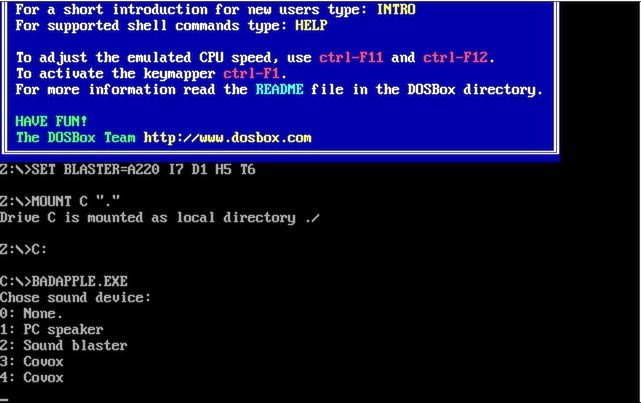 For a short introduction for new users type: INTRO
For supported shell commands type: HELP
To adjust the emulated CPU speed, use ctrl-F11 and ctrl-F12.
To activate the keymapper ctrl-F1.
For more information read the README file in the DOSBox directory.
HAVE FUN!
The DOSBox Team http://www.dosbox.com
Z:\>SET BLASTER=A220 I7 D1 H5 T6
Z:\>MOUNT C "."
Drive C is mounted as local directory ./
Z:\>C:
C:\>BADAPPLE.EXE
Chose sound device:
0: None.
1: PC speaker
2: Sound blaster
3: Covox
4: Covox
_